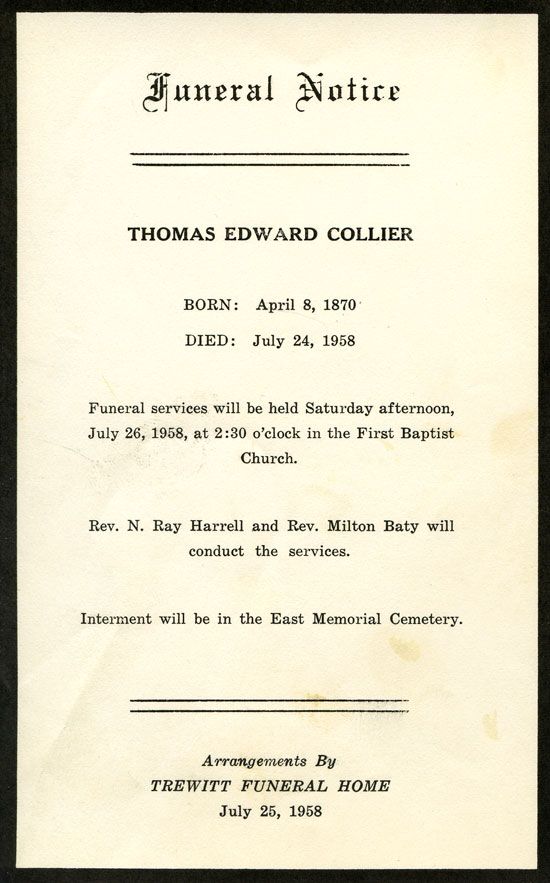 Funeral Notice
THOMAS EDWARD COLLIER
BORN: April 8, 1870
DIED: July 24, 1958
Funeral services will be held Saturday afternoon,
July 26, 1958, at 2:30 o'clock in the First Baptist
Church.
Rev. N. Ray Harrell and Rev. Milton Baty will
conduct the services.
Interment will be in the East Memorial Cemetery.
Arrangements By
TREWITT FUNERAL HOME
July 25, 1958